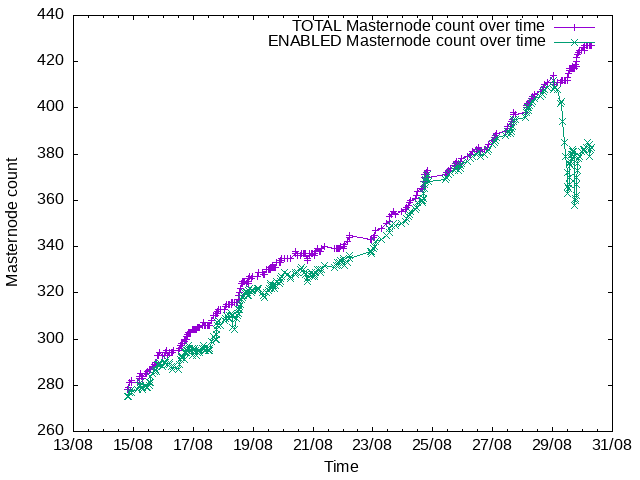 TOTAL Masternode count over time
ENABLED Masternode count over time
440
420
400
380
360
340
320
300
280
260
Masternode count
13/08 15/08 17/08 19/08 21/08 23/08 25/08 27/08 29/08 31/08
Time